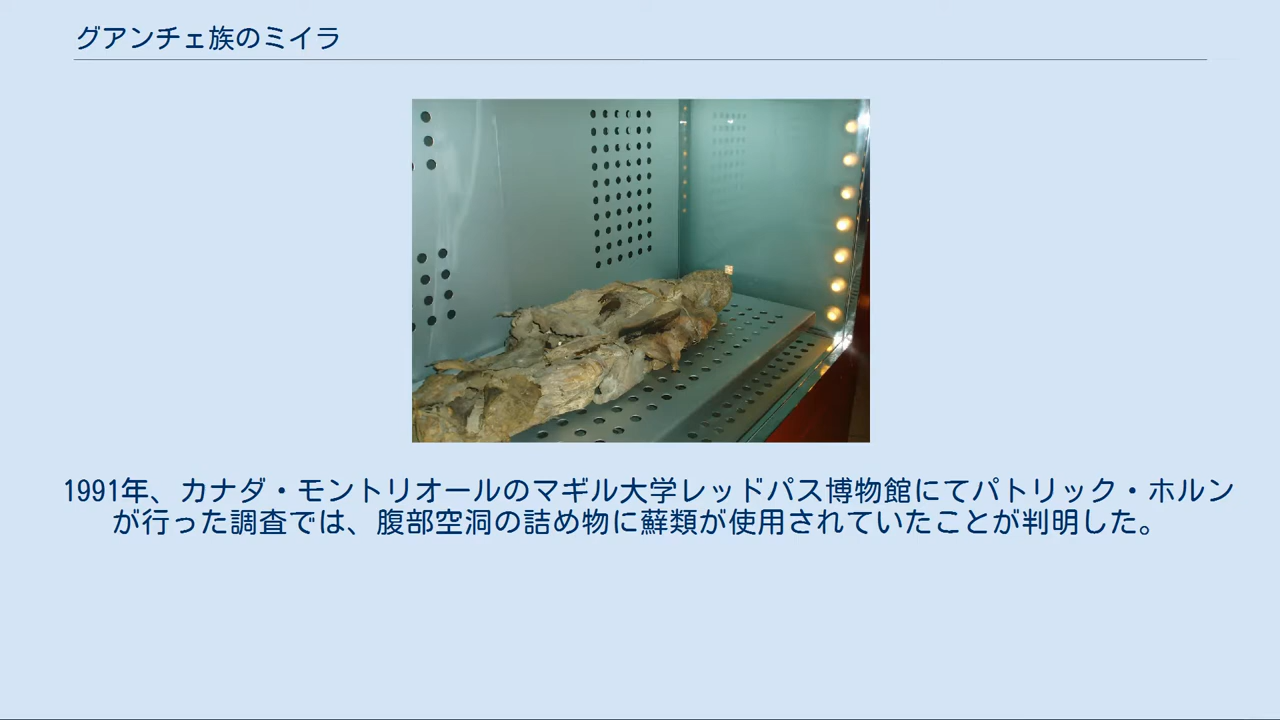 グアンチェ族のミイラ
1991年、カナダ・モントリオールのマギル大学レッドパス博物館にてパトリック・ホルン
が行った調査では、腹部空洞の詰め物に蘚類が使用されていたことが判明した。